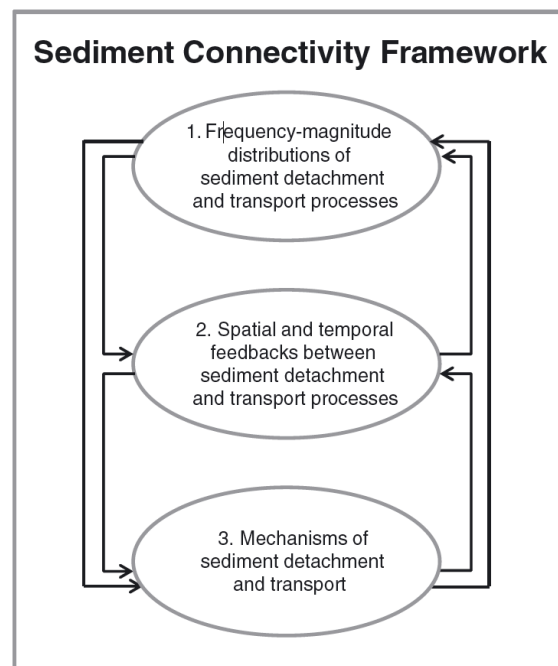 Sediment Connectivity Framework
1. Frequency-magnitude
distributions of
sediment detachment
and transport processes
2. Spatial and temporal
feedbacks between
sediment detachment
and transport processes
3. Mechanisms of
sediment detachment
and transport